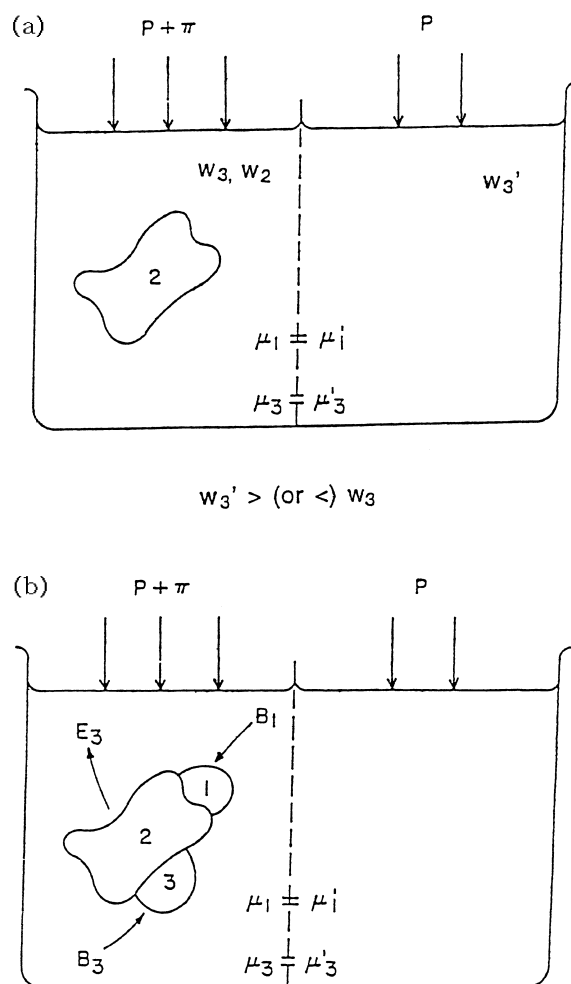 (a)
P + π P
w₃, w₂ w₃'
2
μ₁ = μ₁'
μ₃ = μ₃'
w₃' > (or <) w₃
(b)
P + π P
E₃ B₁
1
2
3
μ₁ = μ₁'
B₃ μ₃ = μ₃'